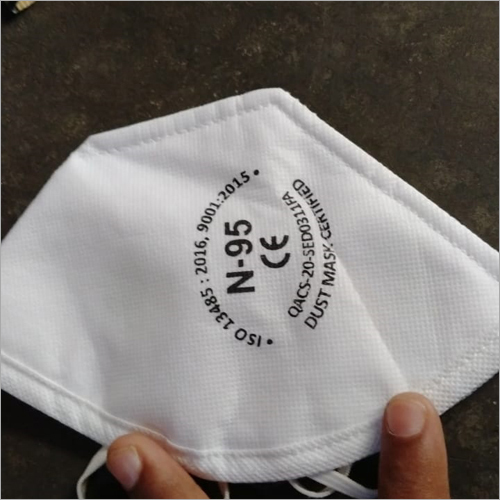 • ISO 13485 : 2016, 9001:2015 •
N-95
CE
QACS-20-SED0311FA
DUST MASK CERTIFIED